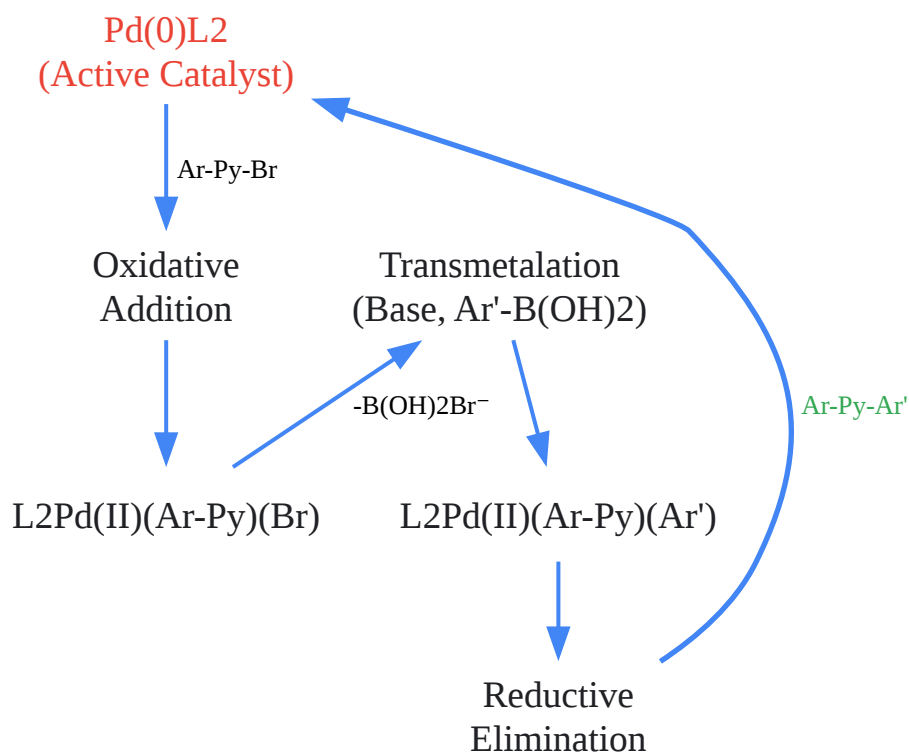 Pd(0)L2
(Active Catalyst)
Ar-Py-Br
Oxidative
Addition
Transmetalation
(Base, Ar'-B(OH)2)
-B(OH)2Br⁻
Ar-Py-Ar'
L2Pd(II)(Ar-Py)(Br)
L2Pd(II)(Ar-Py)(Ar')
Reductive
Elimination